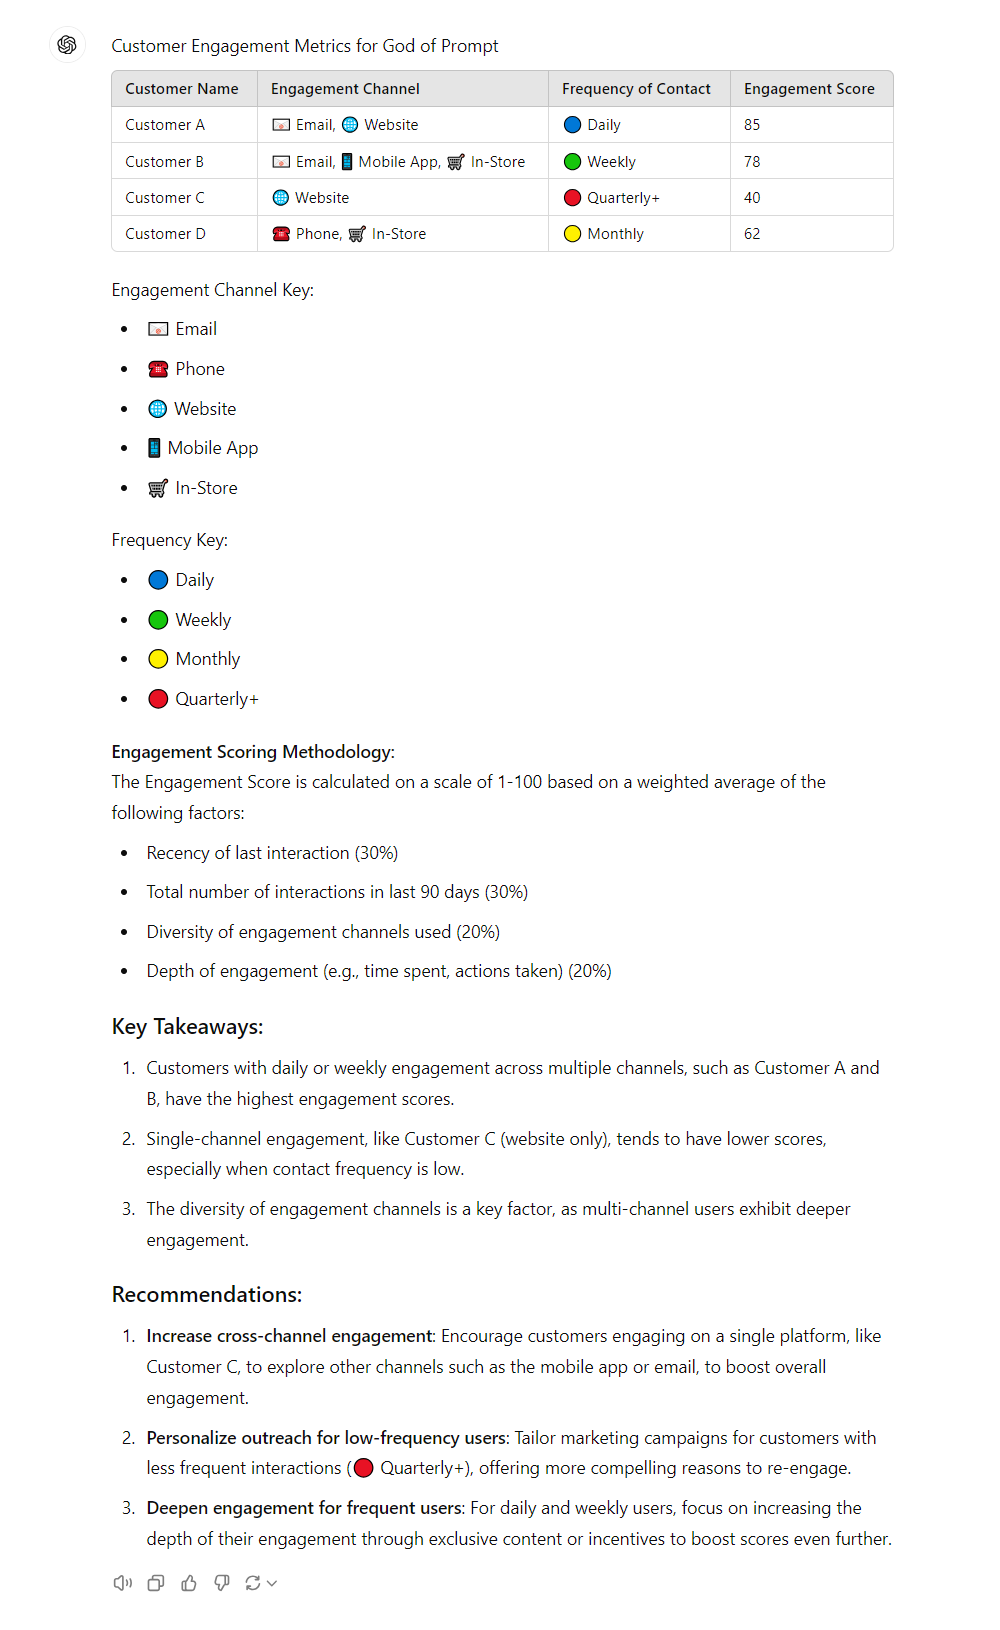 Customer Engagement Metrics for God of Prompt
Customer Name Engagement Channel Frequency of Contact Engagement Score
Customer A Email, Website Daily 85
Customer B Email, Mobile App, In-Store Weekly 78
Customer C Website Quarterly+ 40
Customer D Phone, In-Store Monthly 62
Engagement Channel Key:
Email
Phone
Website
Mobile App
In-Store
Frequency Key:
Daily
Weekly
Monthly
Quarterly+
Engagement Scoring Methodology:
The Engagement Score is calculated on a scale of 1-100 based on a weighted average of the
following factors:
Recency of last interaction (30%)
Total number of interactions in last 90 days (30%)
Diversity of engagement channels used (20%)
Depth of engagement (e.g., time spent, actions taken) (20%)
Key Takeaways:
1. Customers with daily or weekly engagement across multiple channels, such as Customer A and
B, have the highest engagement scores.
2. Single-channel engagement, like Customer C (website only), tends to have lower scores,
especially when contact frequency is low.
3. The diversity of engagement channels is a key factor, as multi-channel users exhibit deeper
engagement.
Recommendations:
1. Increase cross-channel engagement: Encourage customers engaging on a single platform, like
Customer C, to explore other channels such as the mobile app or email, to boost overall
engagement.
2. Personalize outreach for low-frequency users: Tailor marketing campaigns for customers with
less frequent interactions (🔴 Quarterly+), offering more compelling reasons to re-engage.
3. Deepen engagement for frequent users: For daily and weekly users, focus on increasing the
depth of their engagement through exclusive content or incentives to boost scores even further.